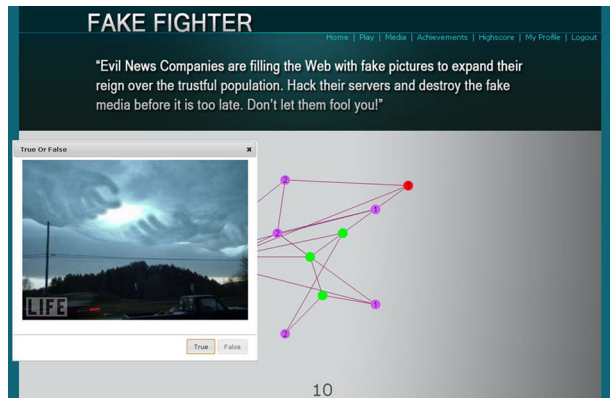 FAKE FIGHTER
Home | Play | Media | Achievements | Highscore | My Profile | Logout
“Evil News Companies are filling the Web with fake pictures to expand their
reign over the trustful population. Hack their servers and destroy the fake
media before it is too late. Don’t let them fool you!”
True Or False
2
1
1
2
LIFE
1
2
True False
10